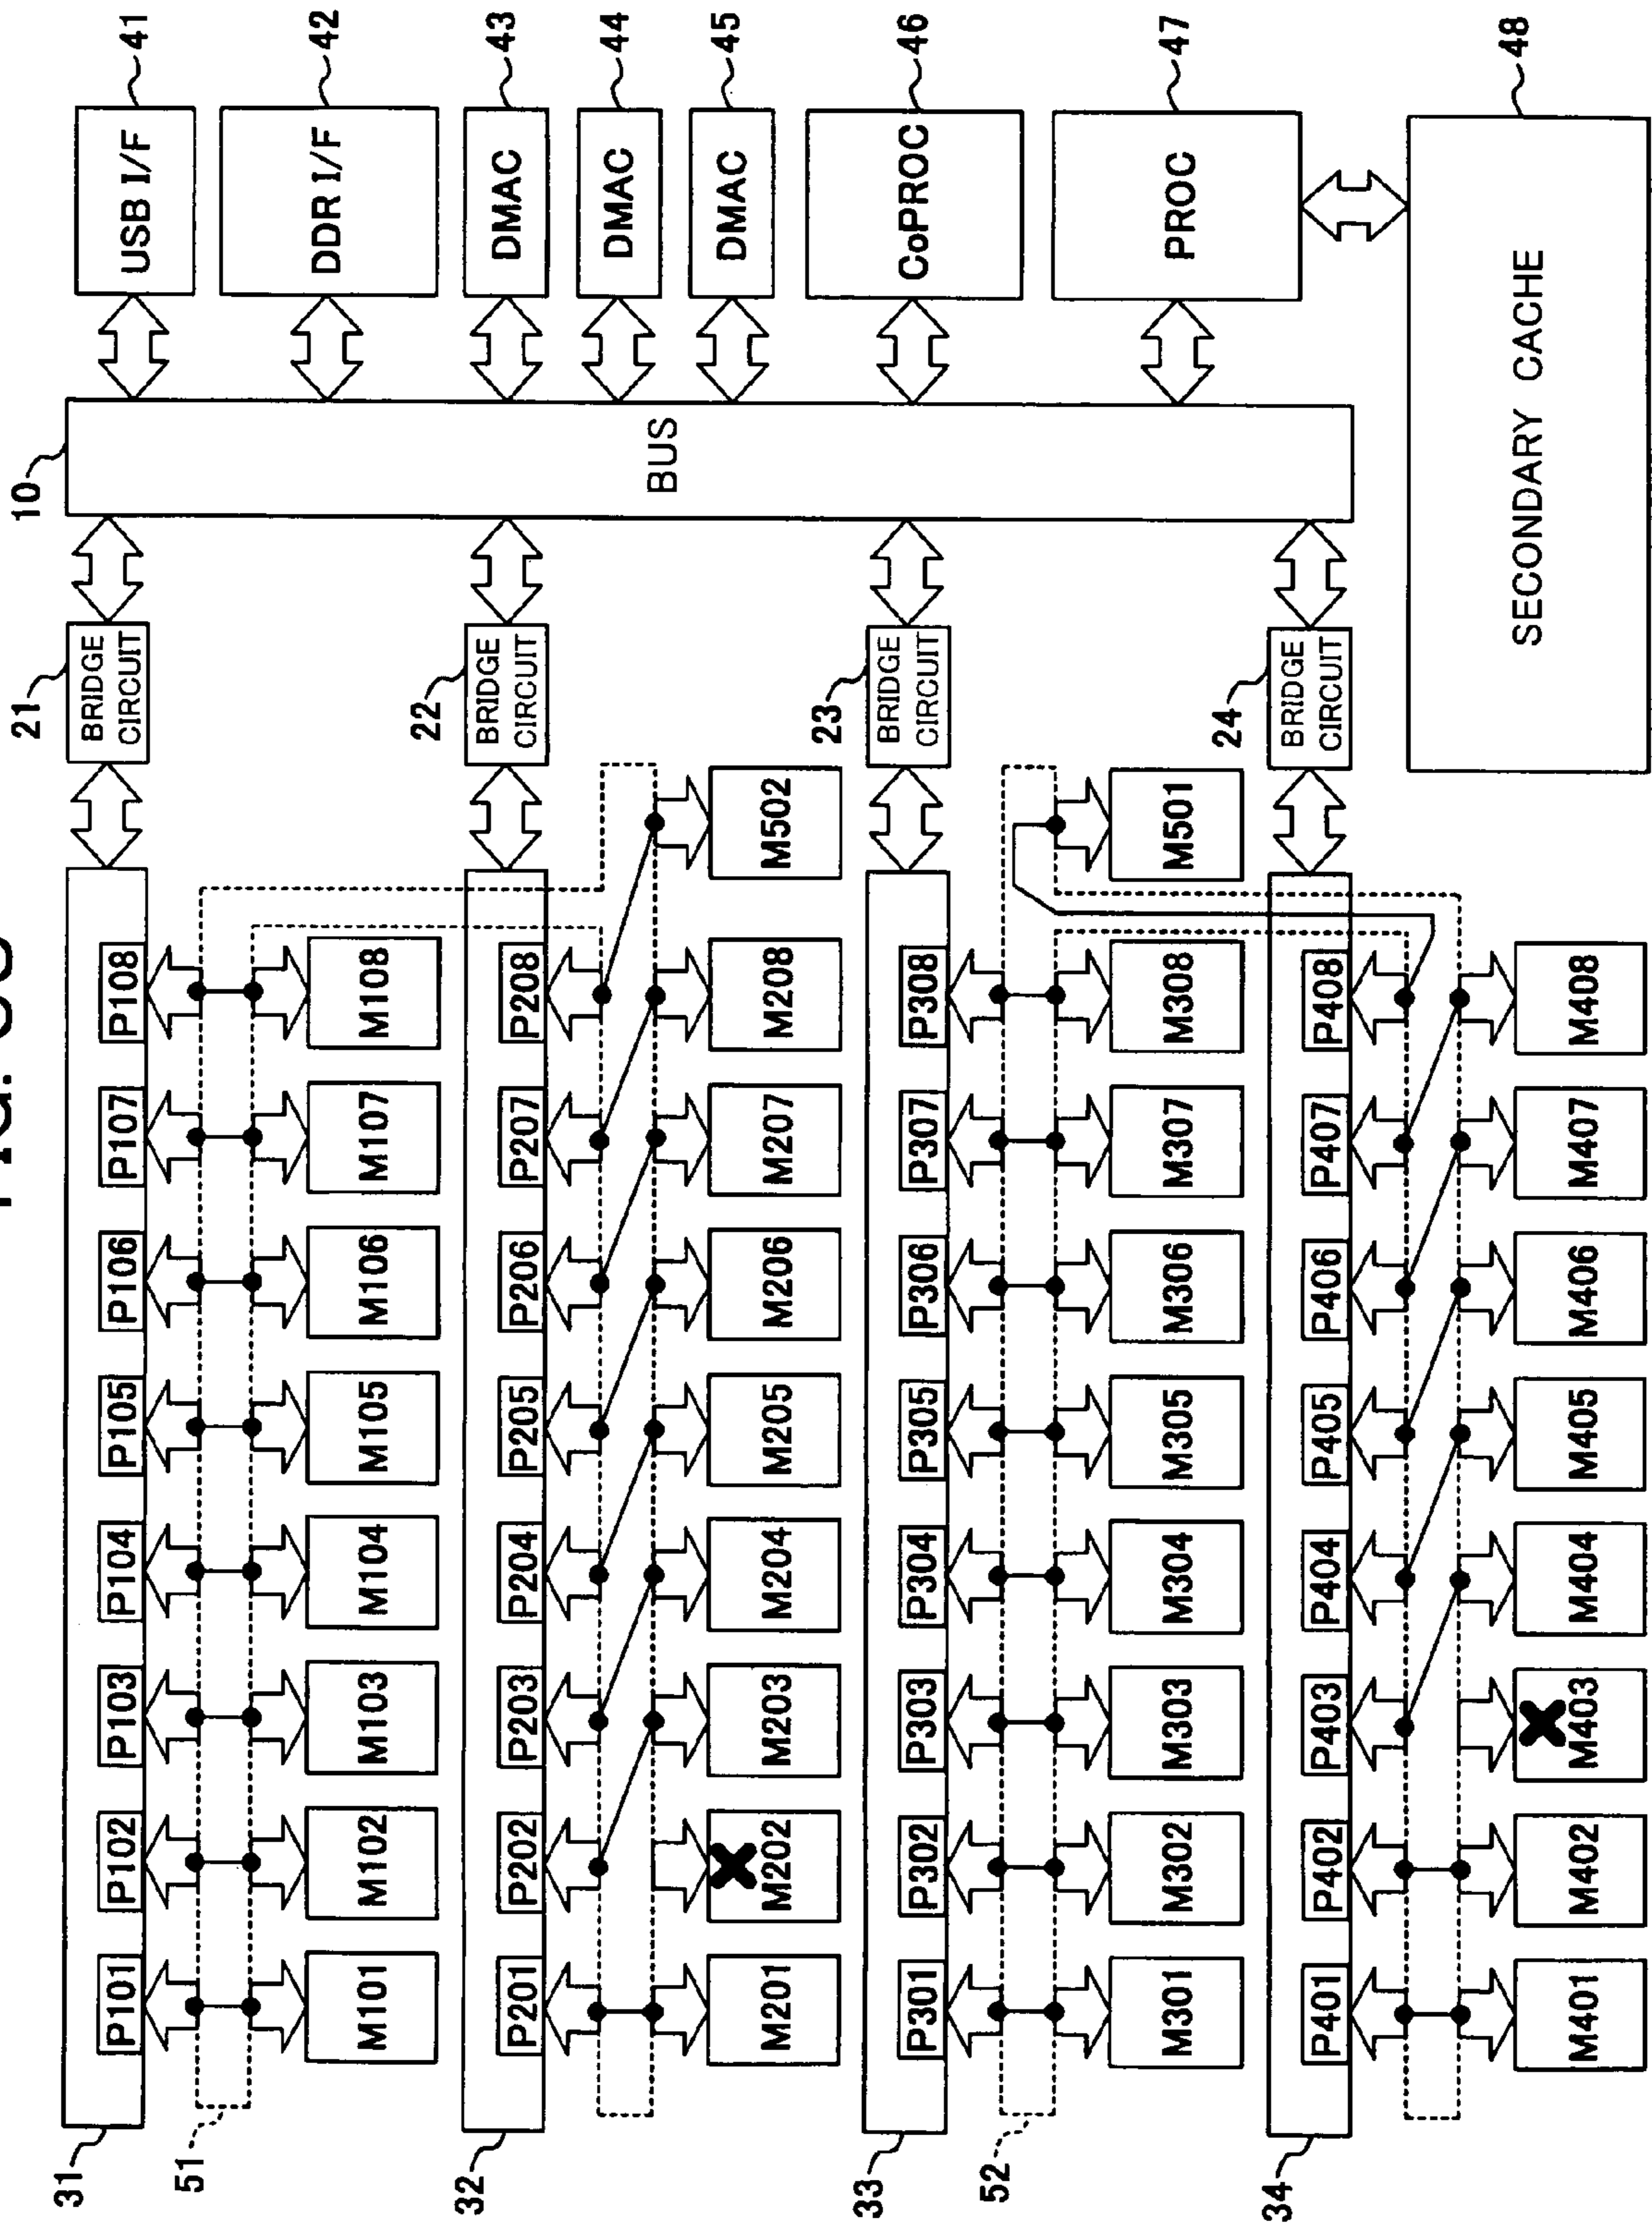 21
10
31
P101 P102 P103 P104 P105 P106 P107 P108
BRIDGE
CIRCUIT
USB I/F
41
51
M101 M102 M103 M104 M105 M106 M107 M108
DDR I/F
42
32
P201 P202 P203 P204 P205 P206 P207 P208
22
BRIDGE
CIRCUIT
DMAC
43
DMAC
44
BUS
M201 M202 M203 M204 M205 M206 M207 M208 M502
DMAC
45
33
P301 P302 P303 P304 P305 P306 P307 P308
23
BRIDGE
CIRCUIT
CoPROC
46
52
M301 M302 M303 M304 M305 M306 M307 M308 M501
PROC
47
34
P401 P402 P403 P404 P405 P406 P407 P408
24
BRIDGE
CIRCUIT
M401 M402 M403 M404 M405 M406 M407 M408
SECONDARY CACHE
48